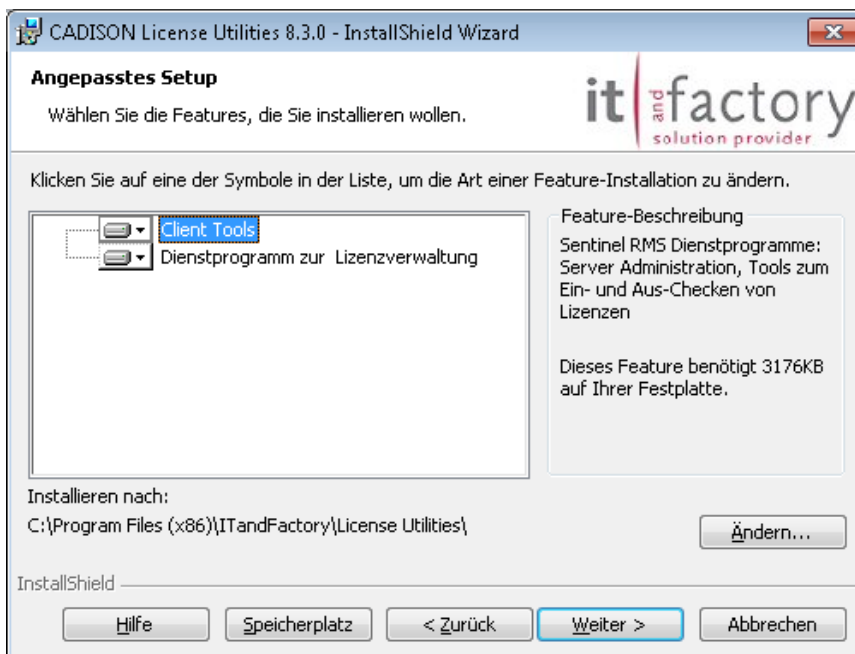 CADISON License Utilities 8.3.0 - InstallShield Wizard
Angepasstes Setup
Wählen Sie die Features, die Sie installieren wollen.
it and factory
solution provider
Klicken Sie auf eine der Symbole in der Liste, um die Art einer Feature-Installation zu ändern.
Client Tools
Dienstprogramm zur Lizenzverwaltung
Feature-Beschreibung
Sentinel RMS Dienstprogramme:
Server Administration, Tools zum
Ein- und Aus-Checken von
Lizenzen
Dieses Feature benötigt 3176KB
auf Ihrer Festplatte.
Installieren nach:
C:\Program Files (x86)\ITandFactory\License Utilities\
Ändern...
InstallShield
Hilfe
Speicherplatz
< Zurück
Weiter >
Abbrechen